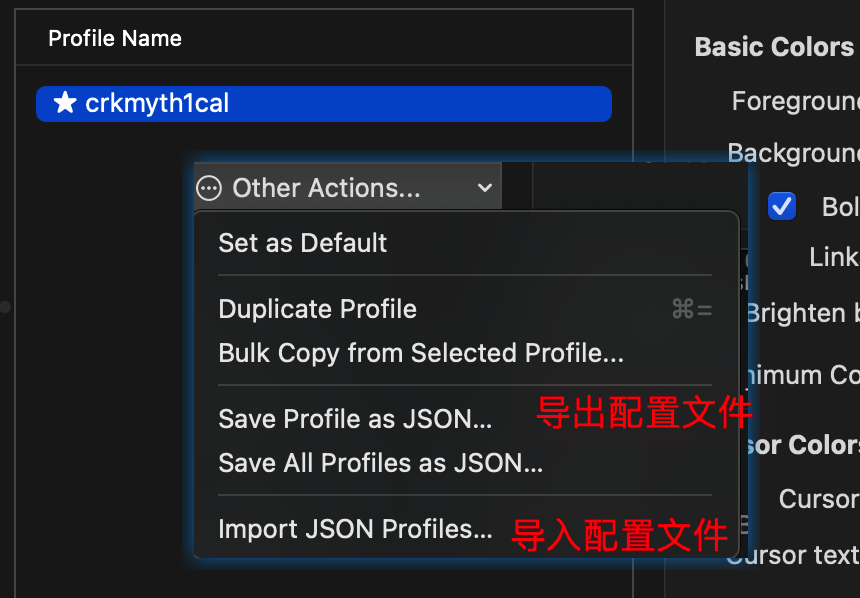 Profile Name
★ crkmyth1cal
Other Actions...
Set as Default
Duplicate Profile ⌘=
Bulk Copy from Selected Profile...
Save Profile as JSON... 导出配置文件
Save All Profiles as JSON...
Import JSON Profiles... 导入配置文件
Basic Colors
Foregroun
Backgroun
Bol
Link
Brighten b
nimum Co
sor Colors
Cursor
Cursor text